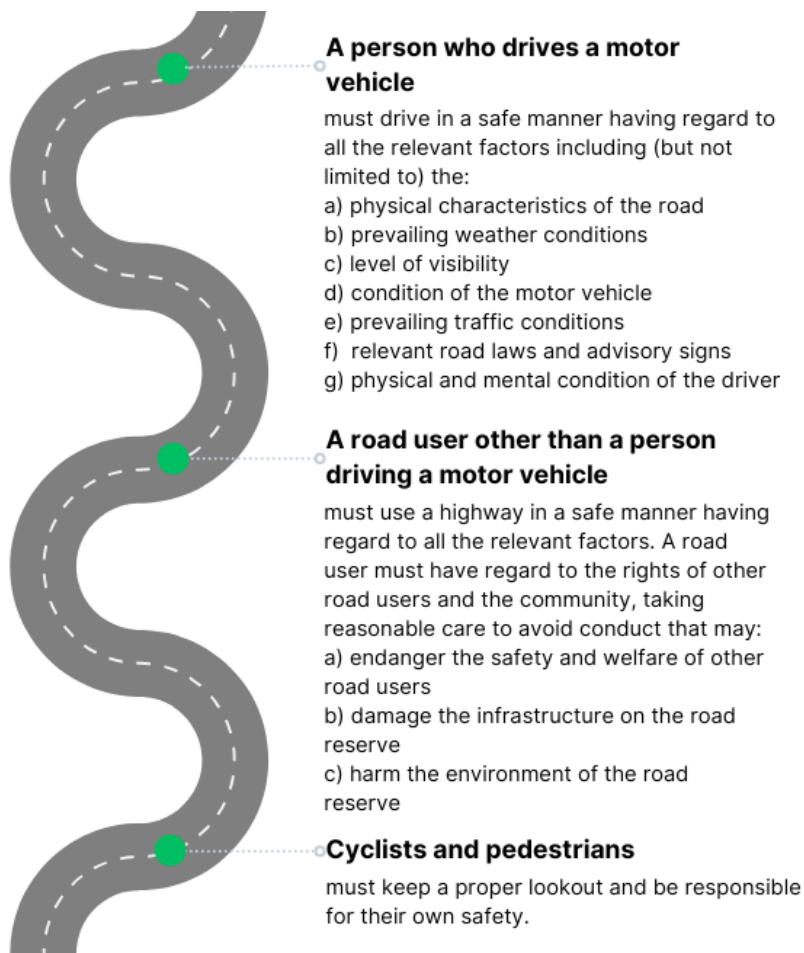 A person who drives a motor
vehicle
must drive in a safe manner having regard to
all the relevant factors including (but not
limited to) the:
a) physical characteristics of the road
b) prevailing weather conditions
c) level of visibility
d) condition of the motor vehicle
e) prevailing traffic conditions
f)  relevant road laws and advisory signs
g) physical and mental condition of the driver
A road user other than a person
driving a motor vehicle
must use a highway in a safe manner having
regard to all the relevant factors. A road
user must have regard to the rights of other
road users and the community, taking
reasonable care to avoid conduct that may:
a) endanger the safety and welfare of other
road users
b) damage the infrastructure on the road
reserve
c) harm the environment of the road
reserve
Cyclists and pedestrians
must keep a proper lookout and be responsible
for their own safety.